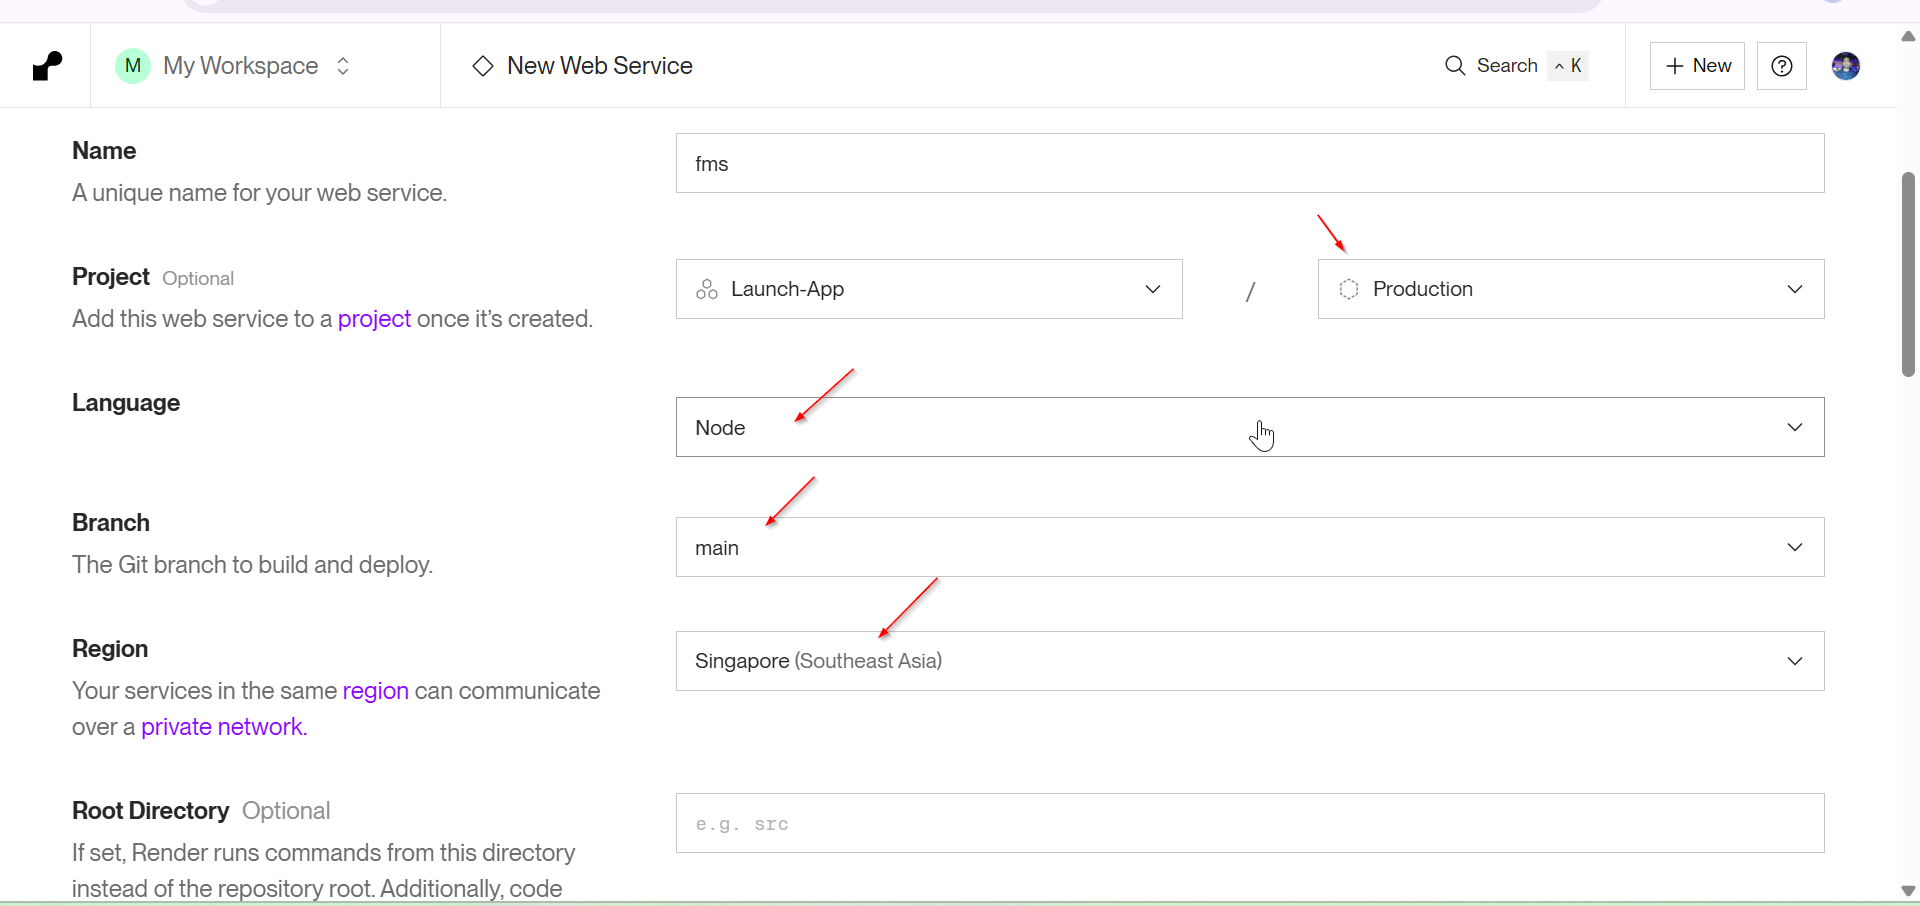 M My Workspace
New Web Service
Search ^ K
+ New
Name
A unique name for your web service.
fms
Project Optional
Add this web service to a project once it's created.
Launch-App
/
Production
Language
Node
Branch
The Git branch to build and deploy.
main
Region
Your services in the same region can communicate
over a private network.
Singapore (Southeast Asia)
Root Directory Optional
If set, Render runs commands from this directory
instead of the repository root. Additionally, code
e.g. src